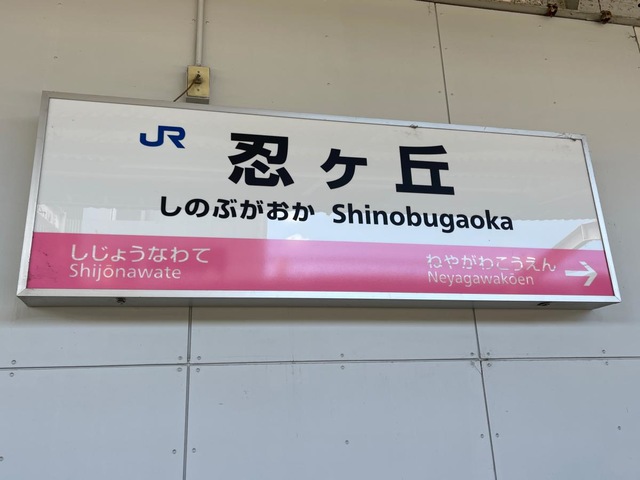 JR 忍ヶ丘
しのぶがおか Shinobugaoka
しじょうなわて
Shijōnawate
ねやがわこうえん
Neyagawakōen